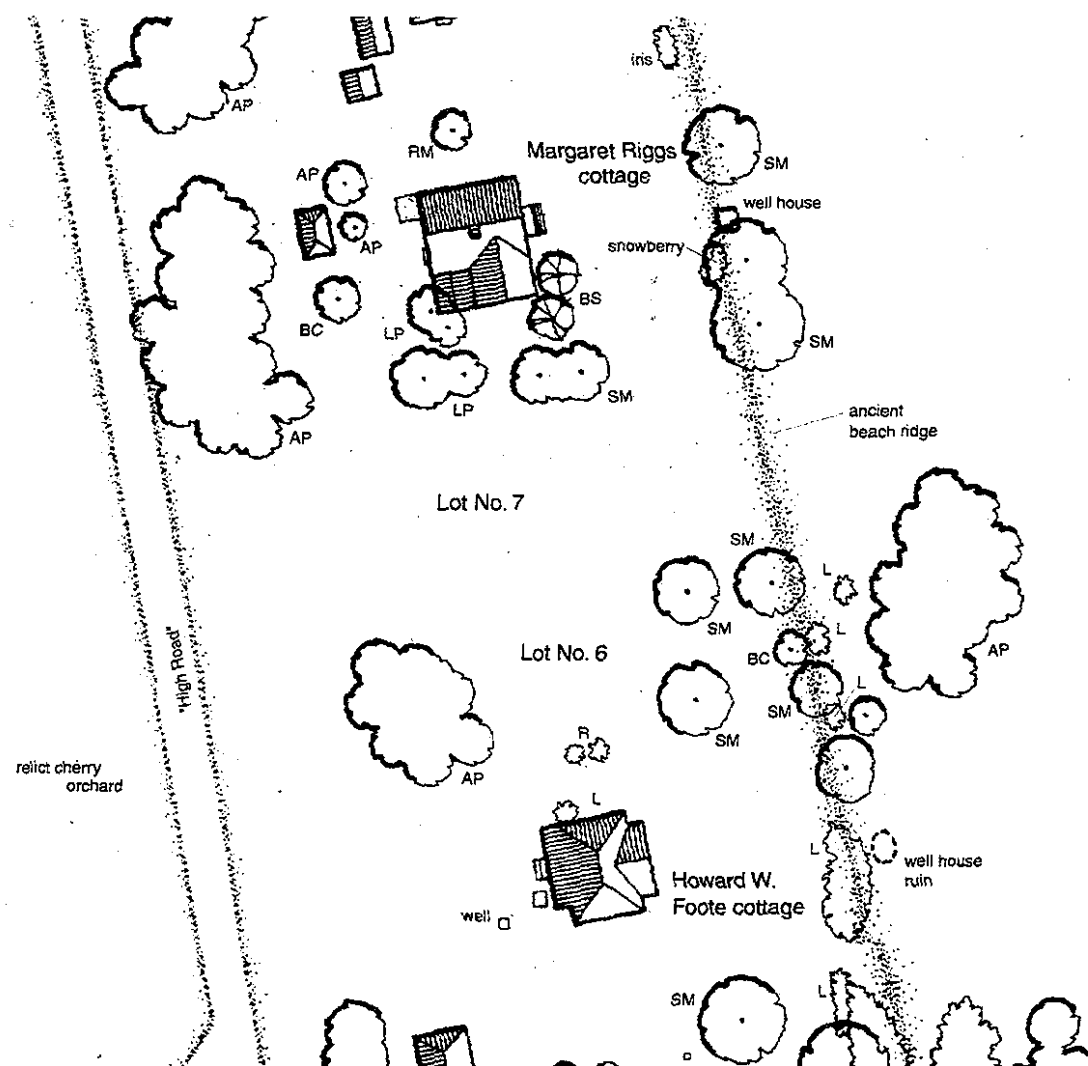 iris
AP
RM
Margaret Riggs
cottage
SM
AP
well house
AP
snowberry
BS
BC
LP
SM
LP
SM
AP
ancient
beach ridge
Lot No. 7
SM
L
SM
L
"High Road"
Lot No. 6
BC
AP
L
SM
SM
R
relict cherry
orchard
AP
L
L
well house
ruin
Howard W.
Foote cottage
well
SM
L